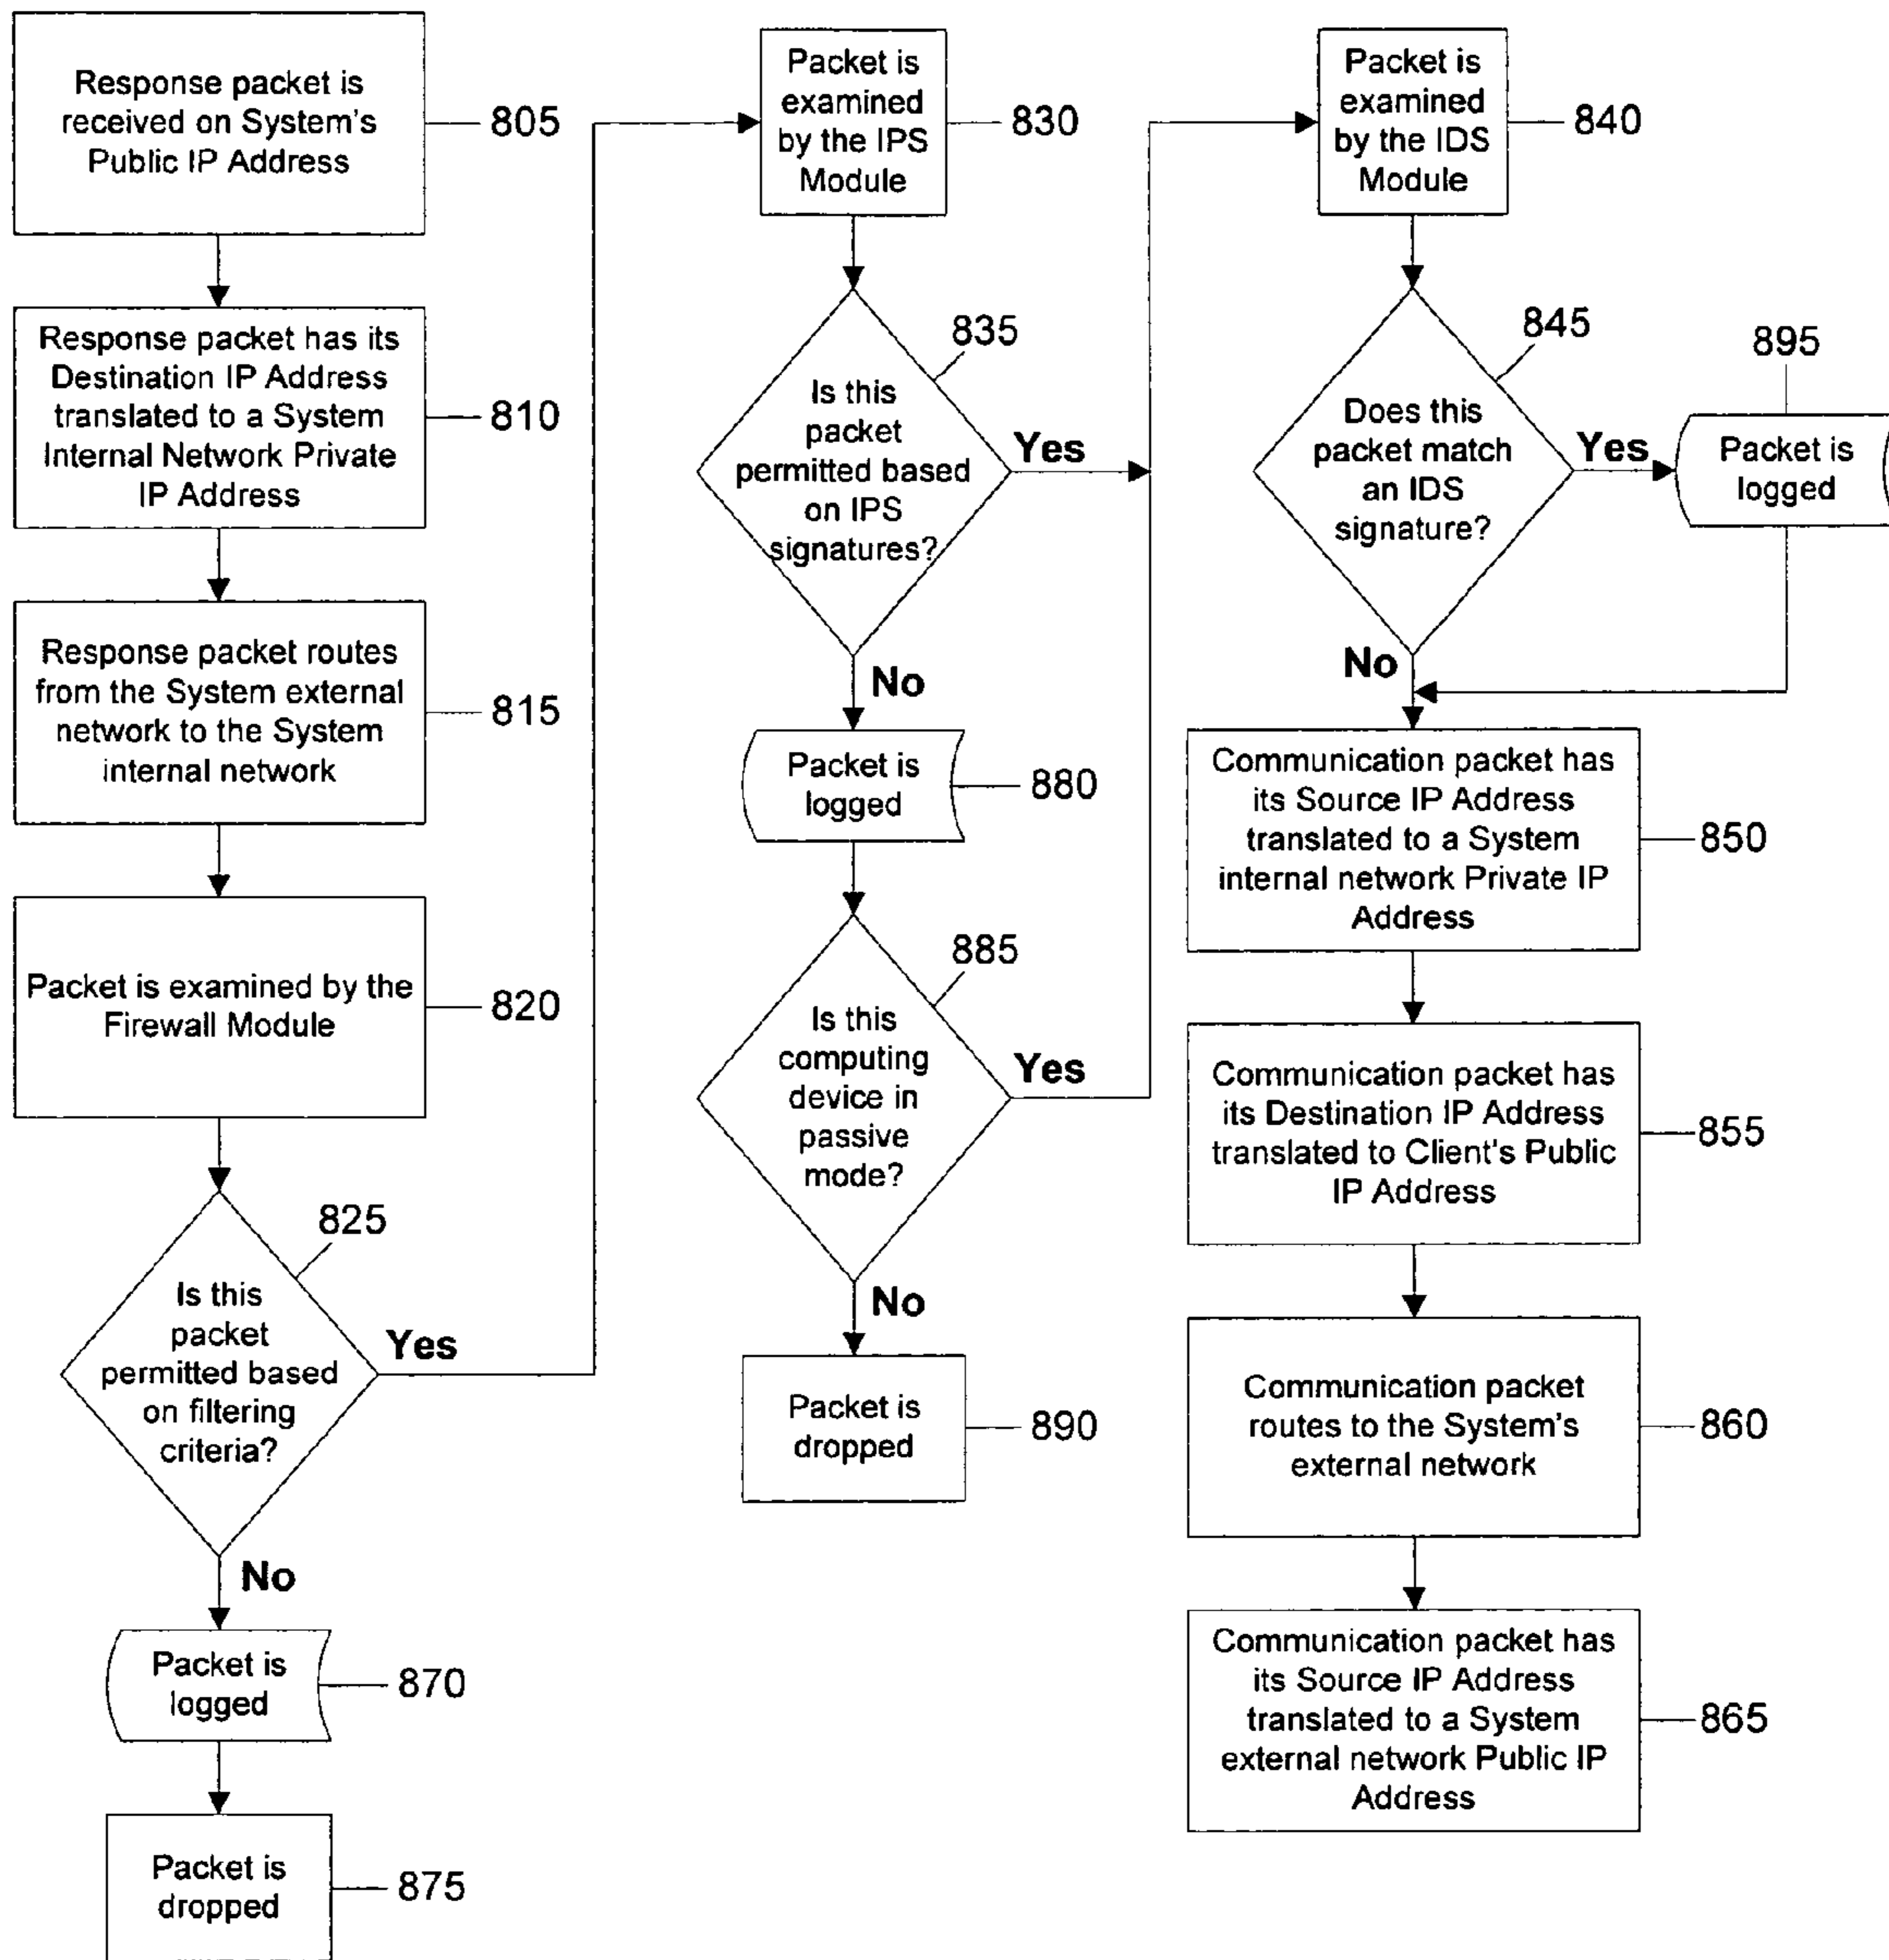 Response packet is
received on System's
Public IP Address
805
Response packet has its
Destination IP Address
translated to a System
Internal Network Private
IP Address
810
Response packet routes
from the System external
network to the System
internal network
815
Packet is examined by the
Firewall Module
820
825
Is this
packet
permitted based
on filtering
criteria?
Yes
No
Packet is
logged
870
Packet is
dropped
875
Packet is
examined
by the IPS
Module
830
835
Is this
packet
permitted based
on IPS
signatures?
Yes
No
Packet is
logged
880
885
Is this
computing
device in
passive
mode?
Yes
No
Packet is
dropped
890
Packet is
examined
by the IDS
Module
840
845
Does this
packet match
an IDS
signature?
Yes
895
Packet is
logged
No
Communication packet has
its Source IP Address
translated to a System
internal network Private IP
Address
850
Communication packet has
its Destination IP Address
translated to Client's Public
IP Address
855
Communication packet
routes to the System's
external network
860
Communication packet has
its Source IP Address
translated to a System
external network Public IP
Address
865